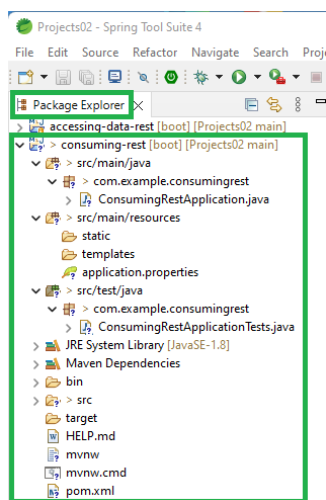 Projects02 - Spring Tool Suite 4
File Edit Source Refactor Navigate Search
Package Explorer
> accessing-data-rest [boot] [Projects02 main]
> consuming-rest [boot] [Projects02 main]
> src/main/java
> com.example.consumingrest
> ConsumingRestApplication.java
> src/main/resources
static
templates
application.properties
> src/test/java
> com.example.consumingrest
> ConsumingRestApplicationTests.java
JRE System Library [JavaSE-1.8]
Maven Dependencies
bin
> src
target
HELP.md
mvnw
mvnw.cmd
pom.xml